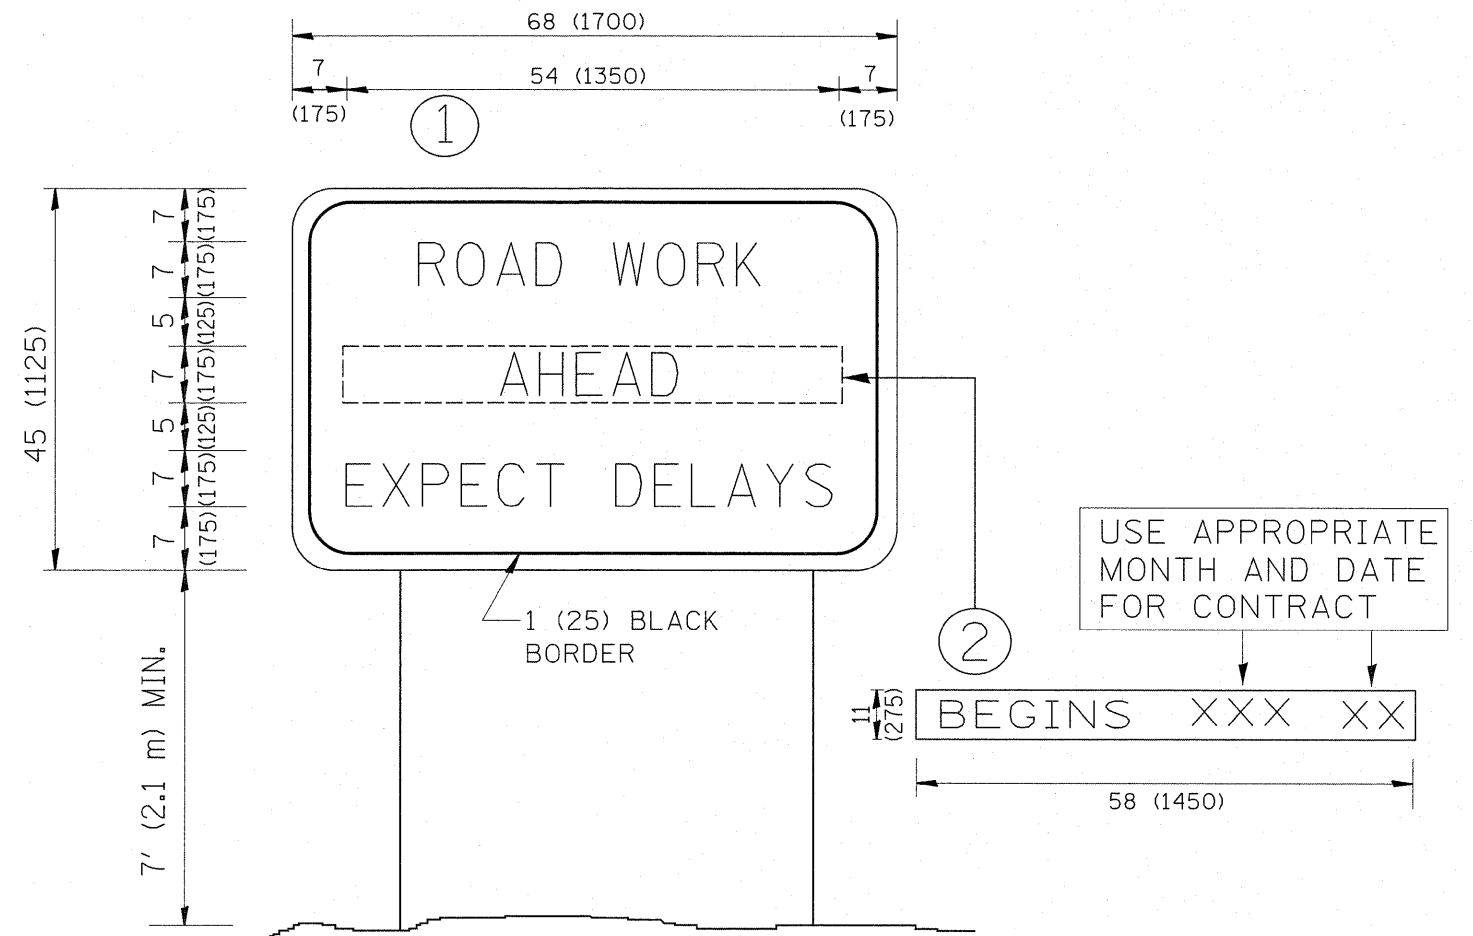 68 (1700)
7
54 (1350)
7
(175)
(175)
1
45 (1125)
7
(175)
7
(175)
5
(125)
7
(175)
5
(125)
7
(175)
7
(175)
ROAD WORK
AHEAD
EXPECT DELAYS
1 (25) BLACK
BORDER
7' (2.1 m) MIN.
2
USE APPROPRIATE
MONTH AND DATE
FOR CONTRACT
11
(275)
BEGINS XXX XX
58 (1450)